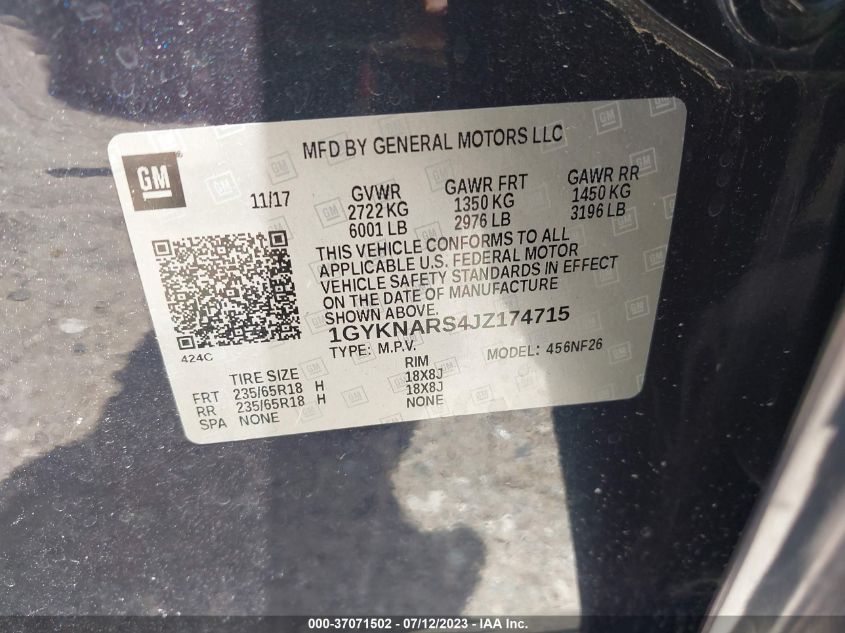 MFD BY GENERAL MOTORS LLC
GM
11/17 GVWR GAWR FRT GAWR RR
2722 KG 1350 KG 1450 KG
6001 LB 2976 LB 3196 LB
THIS VEHICLE CONFORMS TO ALL
APPLICABLE U.S. FEDERAL MOTOR
VEHICLE SAFETY STANDARDS IN EFFECT
ON THE DATE OF MANUFACTURE
SHOWN ABOVE.
1GYKNARS4JZ174715
424C
TYPE: M.P.V. MODEL: 456NF26
TIRE SIZE RIM
FRT 235/65R18 H 18X8J
RR 235/65R18 H 18X8J
SPA NONE NONE
000-37071502 - 07/12/2023 - IAA Inc.